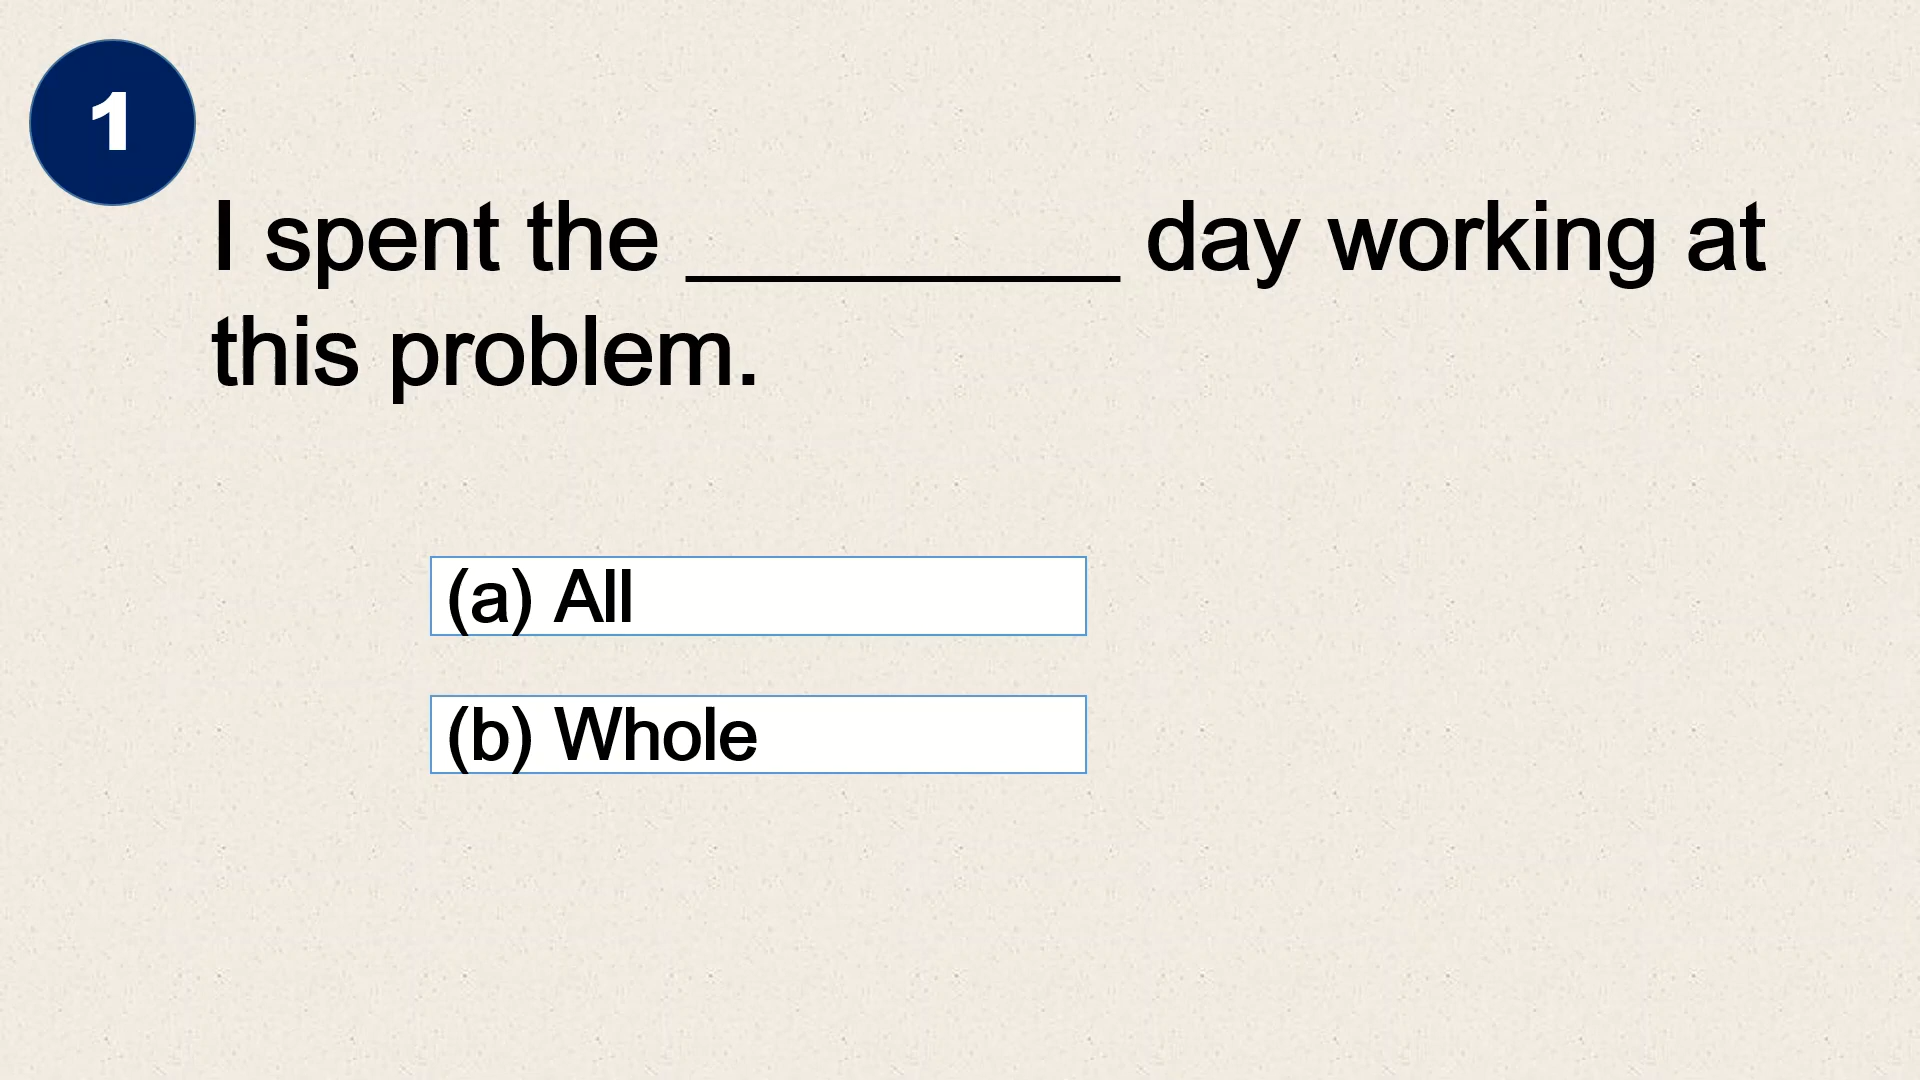 1
I spent the _________ day working at
this problem.
(a) All
(b) Whole